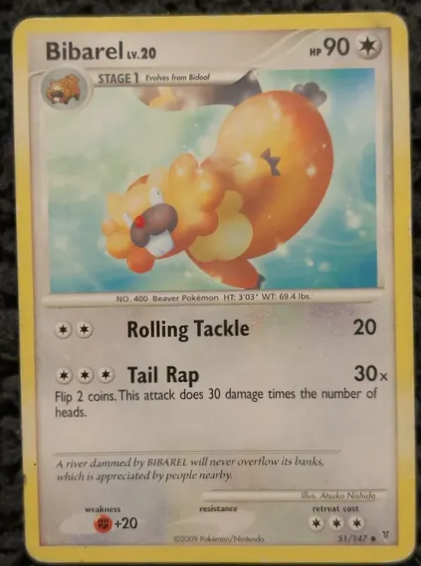 Bibarel LV.20 HP 90
STAGE 1 Evolves from Bidoof
NO. 400 Beaver Pokémon HT: 3'03" WT: 69.4 lbs.
Rolling Tackle 20
Tail Rap 30x
Flip 2 coins. This attack does 30 damage times the number of
heads.
A river dammed by BIBAREL will never overflow its banks,
which is appreciated by people nearby.
Illus. Atsuko Nishida
weakness resistance retreat cost
+20
©2009 Pokémon/Nintendo 51/147